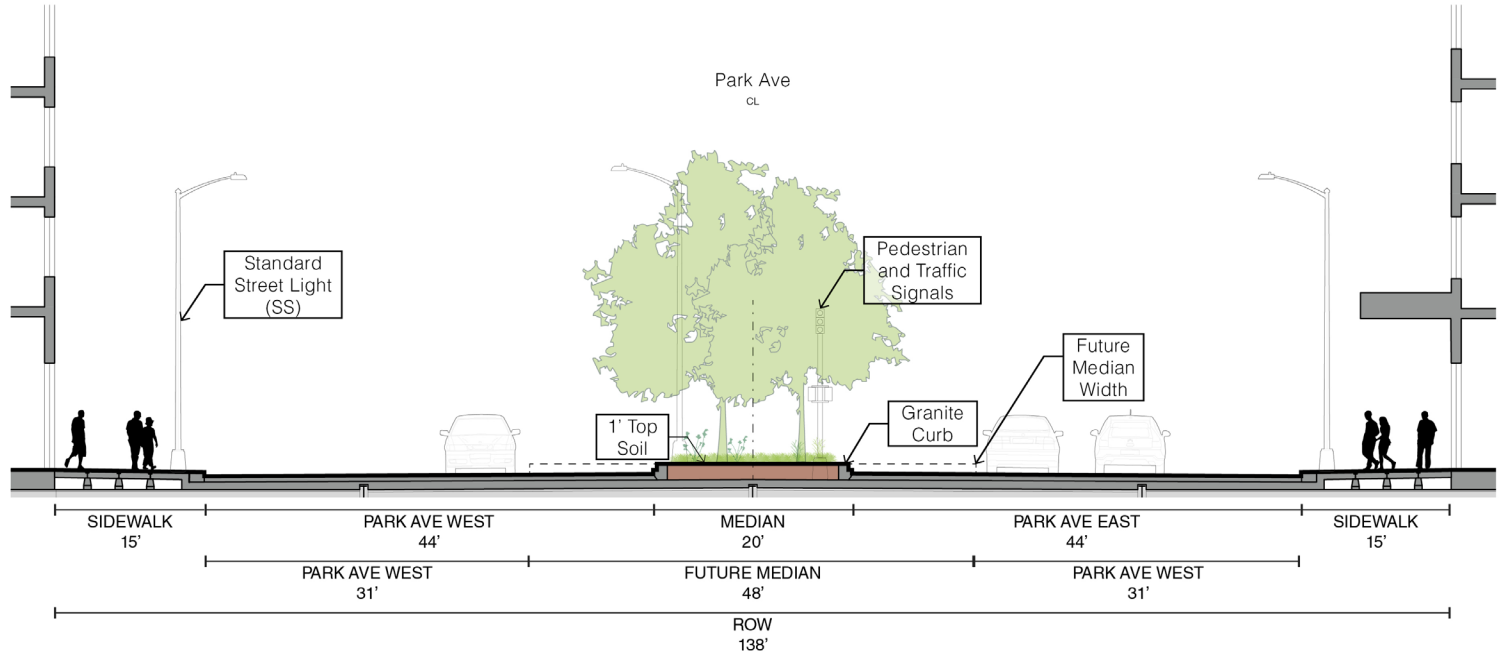 Park Ave
CL
Standard
Street Light
(SS)
Pedestrian
and Traffic
Signals
Future
Median
Width
1' Top
Soil
Granite
Curb
SIDEWALK
15'
PARK AVE WEST
44'
MEDIAN
20'
PARK AVE EAST
44'
SIDEWALK
15'
PARK AVE WEST
31'
FUTURE MEDIAN
48'
PARK AVE WEST
31'
ROW
138'